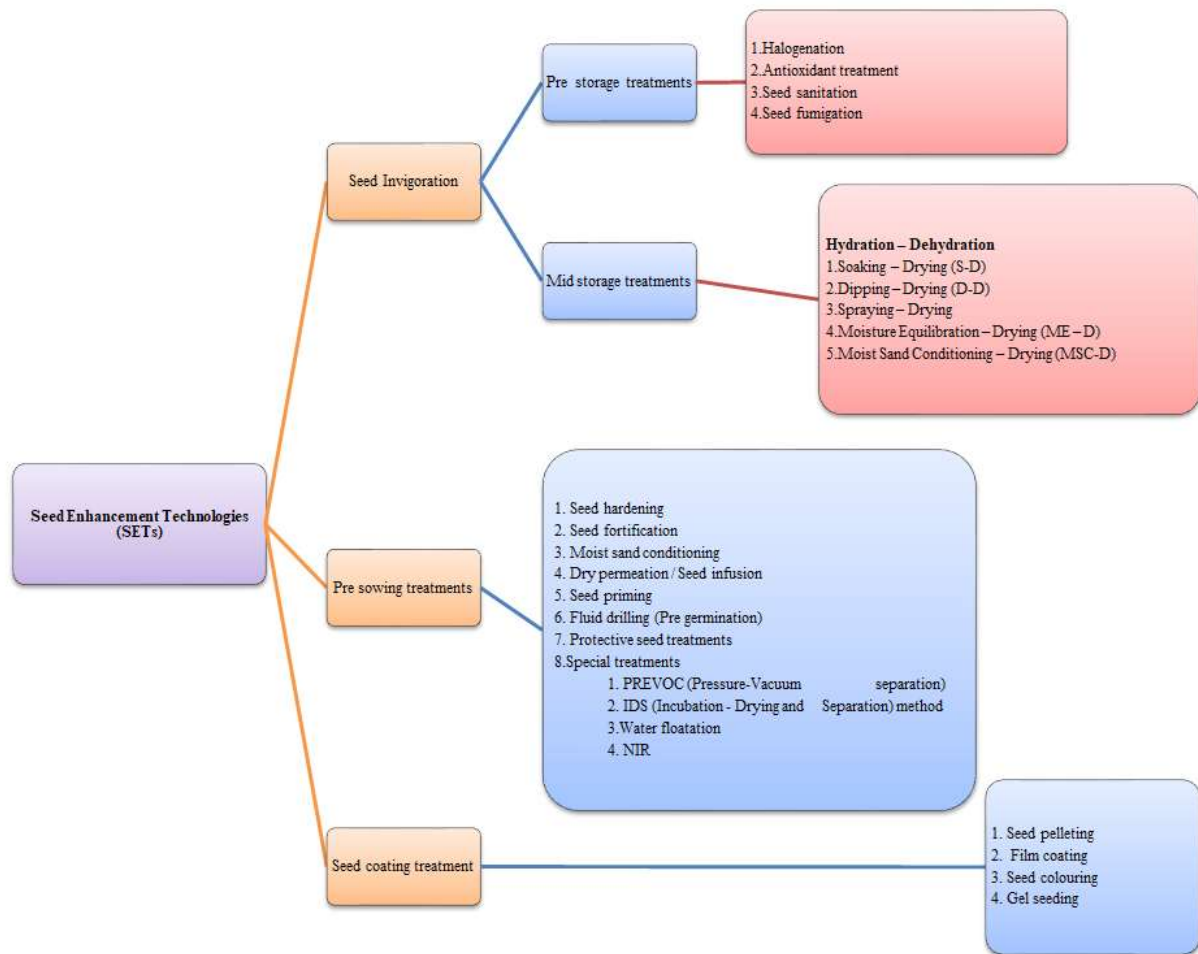 Seed Enhancement Technologies
(SETs)
Seed Invigoration
Pre storage treatments
1.Halogenation
2.Antioxidant treatment
3.Seed sanitation
4.Seed fumigation
Mid storage treatments
Hydration – Dehydration
1.Soaking – Drying (S-D)
2.Dipping – Drying (D-D)
3.Spraying – Drying
4.Moisture Equilibration – Drying (ME – D)
5.Moist Sand Conditioning – Drying (MSC-D)
Pre sowing treatments
1. Seed hardening
2. Seed fortification
3. Moist sand conditioning
4. Dry permeation / Seed infusion
5. Seed priming
6. Fluid drilling (Pre germination)
7. Protective seed treatments
8.Special treatments
1. PREVOC (Pressure-Vacuum separation)
2. IDS (Incubation - Drying and Separation) method
3.Water floatation
4. NIR
Seed coating treatment
1. Seed pelleting
2. Film coating
3. Seed colouring
4. Gel seeding